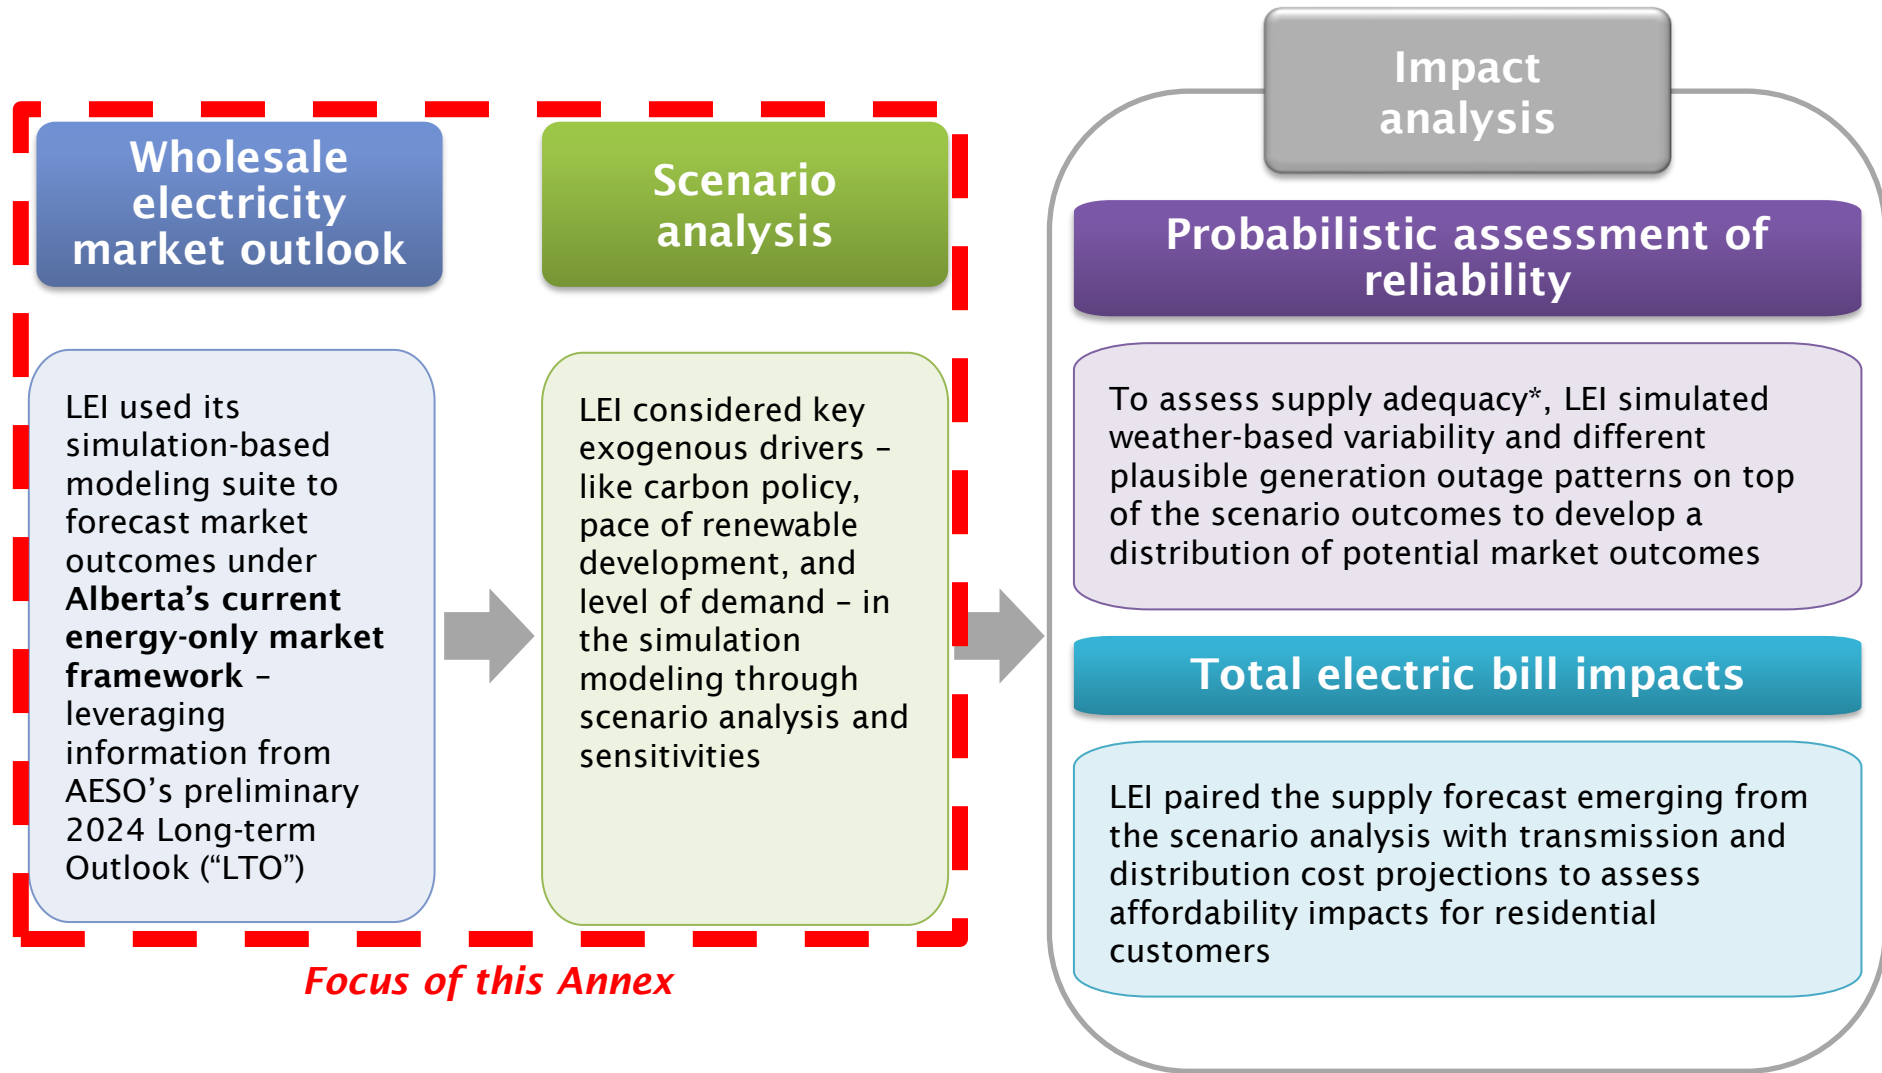 Wholesale
electricity
market outlook
LEI used its
simulation-based
modeling suite to
forecast market
outcomes under
Alberta's current
energy-only market
framework –
leveraging
information from
AESO's preliminary
2024 Long-term
Outlook (“LTO”)
Scenario
analysis
LEI considered key
exogenous drivers –
like carbon policy,
pace of renewable
development, and
level of demand – in
the simulation
modeling through
scenario analysis and
sensitivities
Focus of this Annex
Impact
analysis
Probabilistic assessment of
reliability
To assess supply adequacy*, LEI simulated
weather-based variability and different
plausible generation outage patterns on top
of the scenario outcomes to develop a
distribution of potential market outcomes
Total electric bill impacts
LEI paired the supply forecast emerging from
the scenario analysis with transmission and
distribution cost projections to assess
affordability impacts for residential
customers